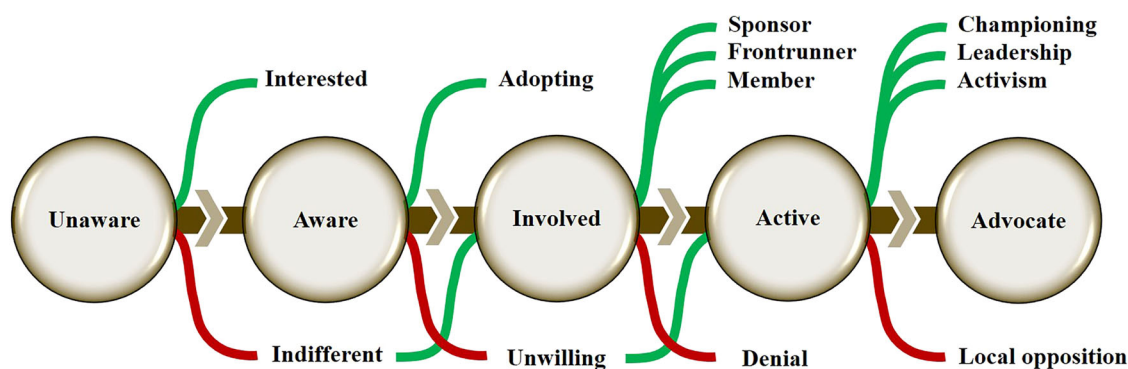 Sponsor
Championing
Frontrunner
Leadership
Interested
Adopting
Member
Activism
Unaware
Aware
Involved
Active
Advocate
Indifferent
Unwilling
Denial
Local opposition